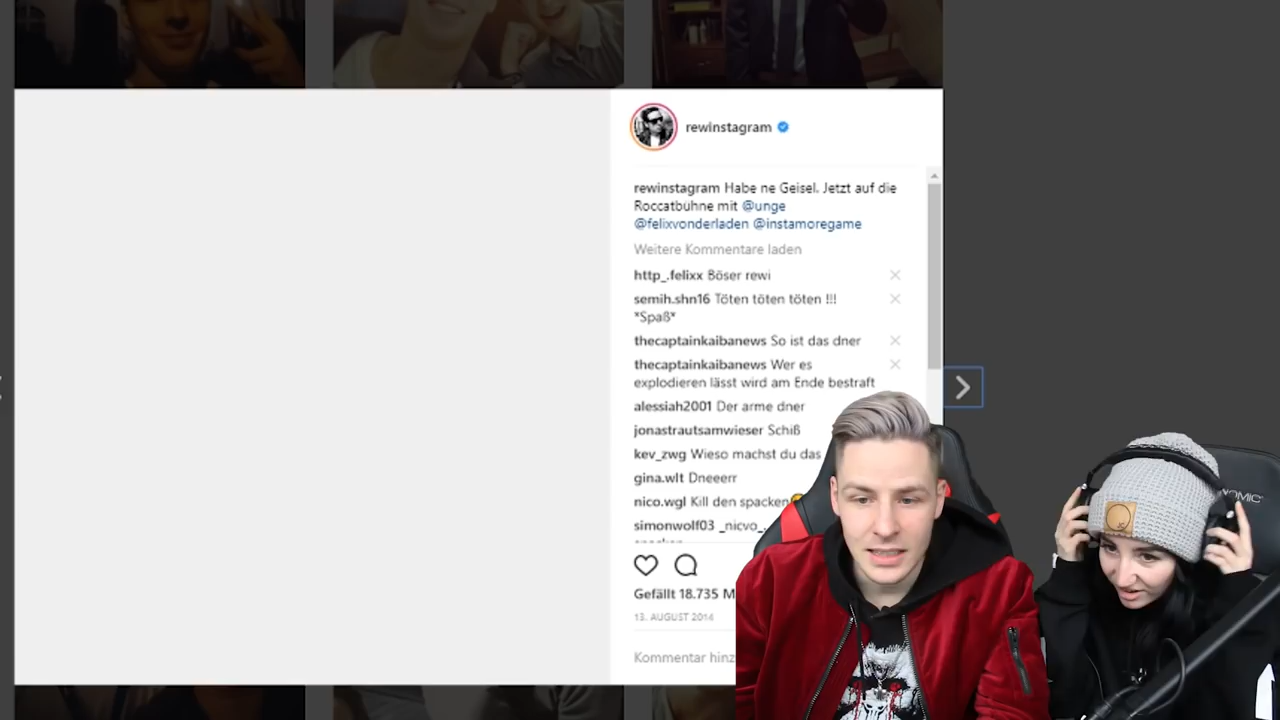 rewinstagram
rewinstagram Habe ne Geisel. Jetzt auf die
Roccatbühne mit @unge
@felixvonderladen @instamoregame
Weitere Kommentare laden
http_.felixx Böser rewi
semih.shn16 Töten töten töten !!!
*Spaß*
thecaptainkaibanews So ist das dner
thecaptainkaibanews Wer es
explodieren lässt wird am Ende bestraft
alessiah2001 Der arme dner
jonastrautsamwieser Schiß
kev_zwg Wieso machst du das
gina.wlt Dneeerr
nico.wgl Kill den spacken
simonwolf03 _nicvo_.
Gefällt 18.735 M
13. AUGUST 2014
Kommentar hinz